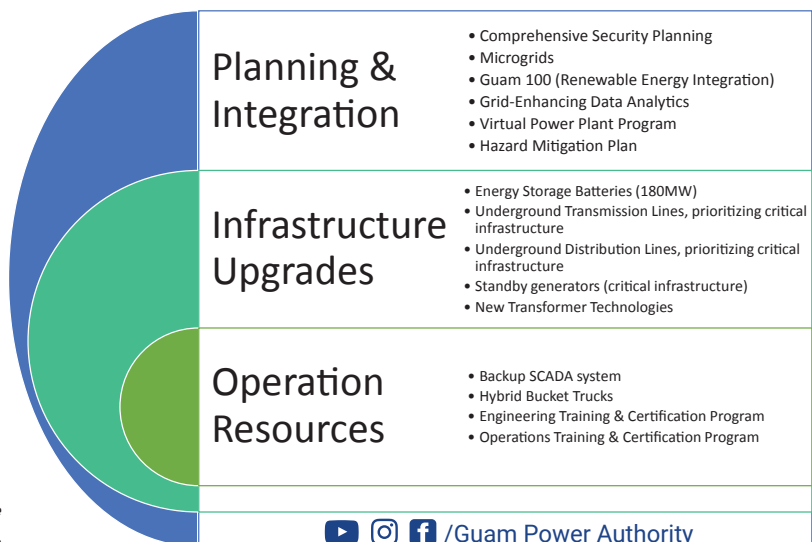 Planning &
Integration
• Comprehensive Security Planning
• Microgrids
• Guam 100 (Renewable Energy Integration)
• Grid-Enhancing Data Analytics
• Virtual Power Plant Program
• Hazard Mitigation Plan
Infrastructure
Upgrades
• Energy Storage Batteries (180MW)
• Underground Transmission Lines, prioritizing critical
infrastructure
• Underground Distribution Lines, prioritizing critical
infrastructure
• Standby generators (critical infrastructure)
• New Transformer Technologies
Operation
Resources
• Backup SCADA system
• Hybrid Bucket Trucks
• Engineering Training & Certification Program
• Operations Training & Certification Program
/Guam Power Authority